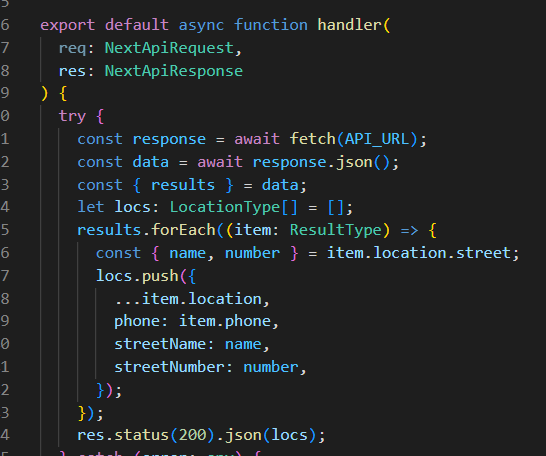 5
6 export default async function handler(
7 req: NextApiRequest,
8 res: NextApiResponse
9 ) {
0 try {
1 const response = await fetch(API_URL);
2 const data = await response.json();
3 const { results } = data;
4 let locs: LocationType[] = [];
5 results.forEach((item: ResultType) => {
6 const { name, number } = item.location.street;
7 locs.push({
8 ...item.location,
9 phone: item.phone,
0 streetName: name,
1 streetNumber: number,
2 });
3 });
4 res.status(200).json(locs);